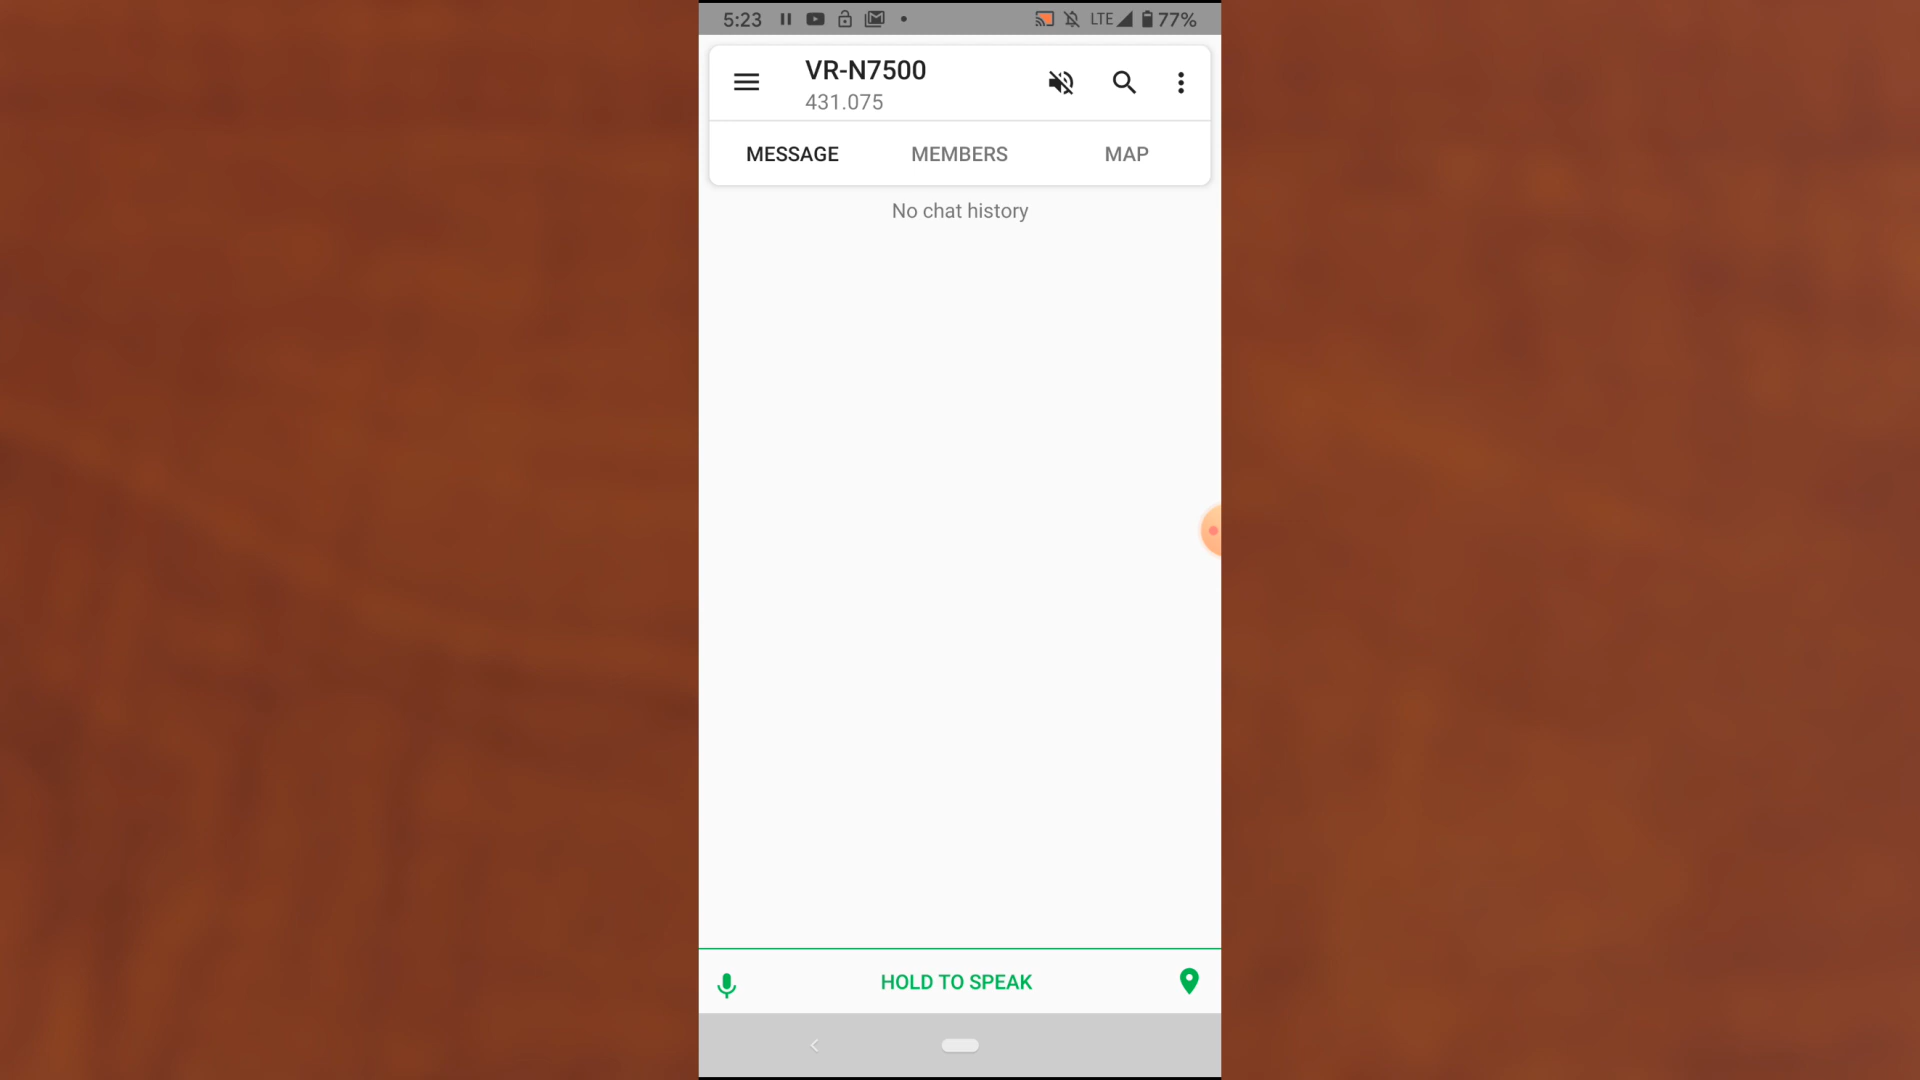 5:23 LTE 77%
VR-N7500
431.075
MESSAGE MEMBERS MAP
No chat history
HOLD TO SPEAK